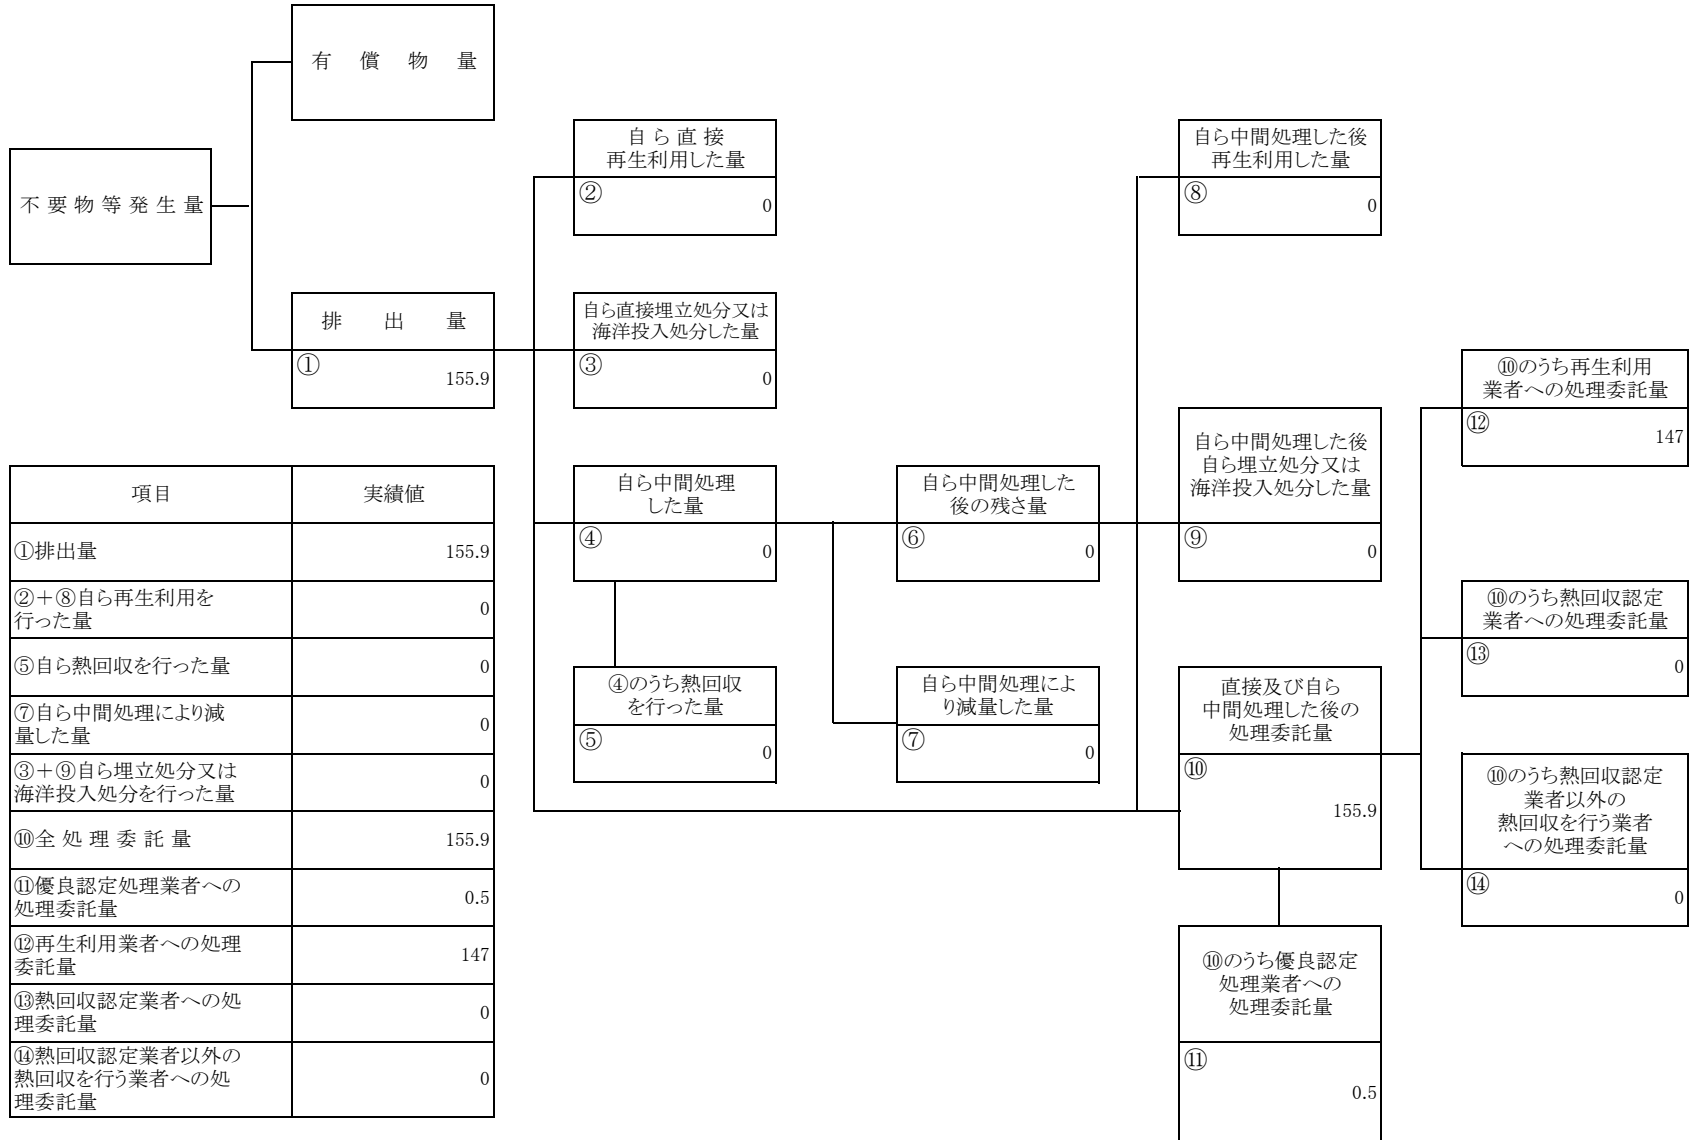 有 償 物 量
不 要 物 等 発 生 量
排 出 量
①
155.9
自 ら 直 接
再生利用した量
②
0
自ら直接埋立処分又は
海洋投入処分した量
③
0
自ら中間処理
した量
④
0
④のうち熱回収
を行った量
⑤
0
自ら中間処理した
後の残さ量
⑥
0
自ら中間処理によ
り減量した量
⑦
0
自ら中間処理した後
再生利用した量
⑧
0
自ら中間処理した後
自ら埋立処分又は
海洋投入処分した量
⑨
0
直接及び自ら
中間処理した後の
処理委託量
⑩
155.9
⑩のうち優良認定
処理業者への
処理委託量
⑪
0.5
⑩のうち再生利用
業者への処理委託量
⑫
147
⑩のうち熱回収認定
業者への処理委託量
⑬
0
⑩のうち熱回収認定
業者以外の
熱回収を行う業者
への処理委託量
⑭
0
項目 実績値
①排出量 155.9
②＋⑧自ら再生利用を
行った量 0
⑤自ら熱回収を行った量 0
⑦自ら中間処理により減
量した量 0
③＋⑨自ら埋立処分又は
海洋投入処分を行った量 0
⑩全 処 理 委 託 量 155.9
⑪優良認定処理業者への
処理委託量 0.5
⑫再生利用業者への処理
委託量 147
⑬熱回収認定業者への処
理委託量 0
⑭熱回収認定業者以外の
熱回収を行う業者への処
理委託量 0